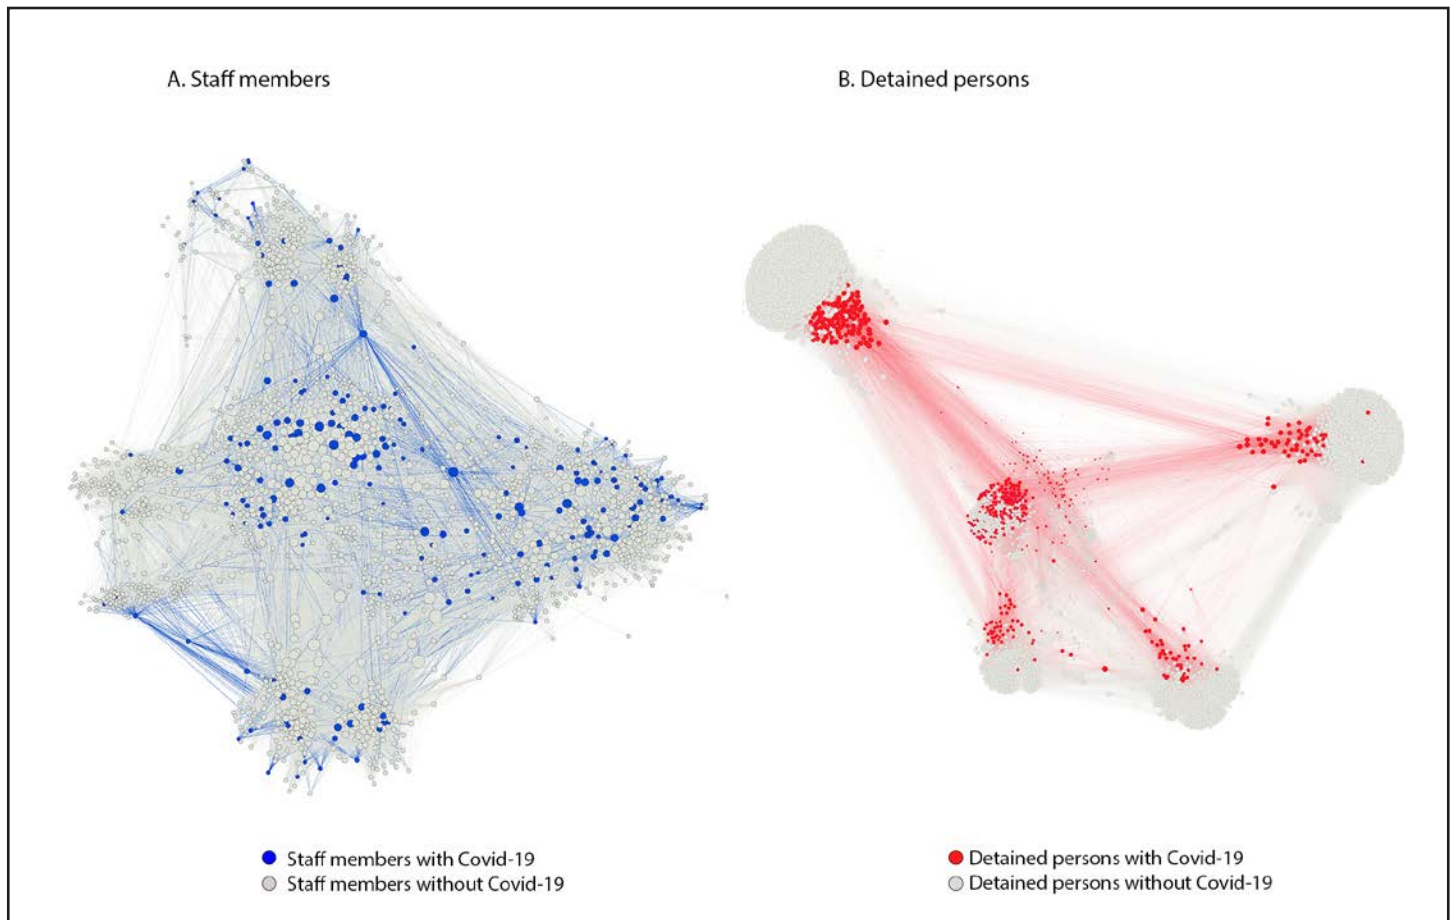 A. Staff members
B. Detained persons
Staff members with Covid-19
Staff members without Covid-19
Detained persons with Covid-19
Detained persons without Covid-19